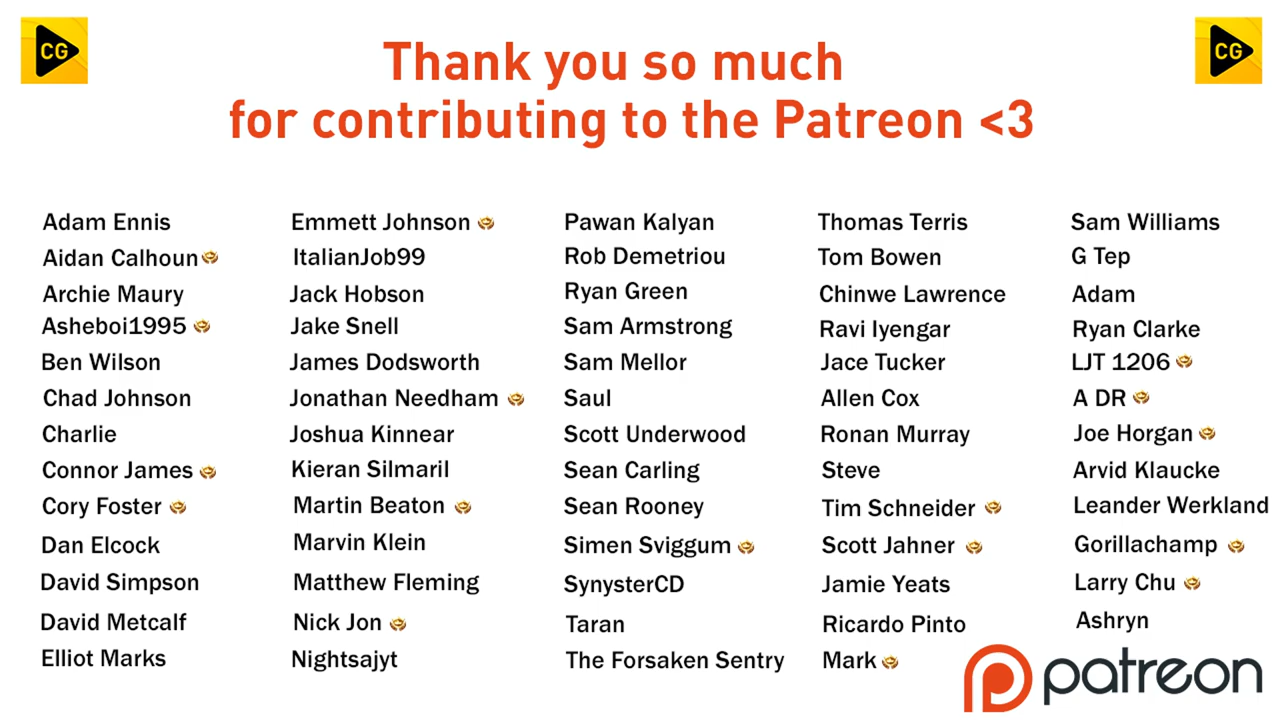 CG
CG
Thank you so much
for contributing to the Patreon <3
Adam Ennis
Aidan Calhoun
Archie Maury
Asheboi1995
Ben Wilson
Chad Johnson
Charlie
Connor James
Cory Foster
Dan Elcock
David Simpson
David Metcalf
Elliot Marks
Emmett Johnson
ItalianJob99
Jack Hobson
Jake Snell
James Dodsworth
Jonathan Needham
Joshua Kinnear
Kieran Silmaril
Martin Beaton
Marvin Klein
Matthew Fleming
Nick Jon
Nightsajyt
Pawan Kalyan
Rob Demetriou
Ryan Green
Sam Armstrong
Sam Mellor
Saul
Scott Underwood
Sean Carling
Sean Rooney
Simen Sviggum
SynysterCD
Taran
The Forsaken Sentry
Thomas Terris
Tom Bowen
Chinwe Lawrence
Ravi Iyengar
Jace Tucker
Allen Cox
Ronan Murray
Steve
Tim Schneider
Scott Jahner
Jamie Yeats
Ricardo Pinto
Mark
Sam Williams
G Tep
Adam
Ryan Clarke
LJT 1206
A DR
Joe Horgan
Arvid Klaucke
Leander Werkland
Gorillachamp
Larry Chu
Ashryn
patreon